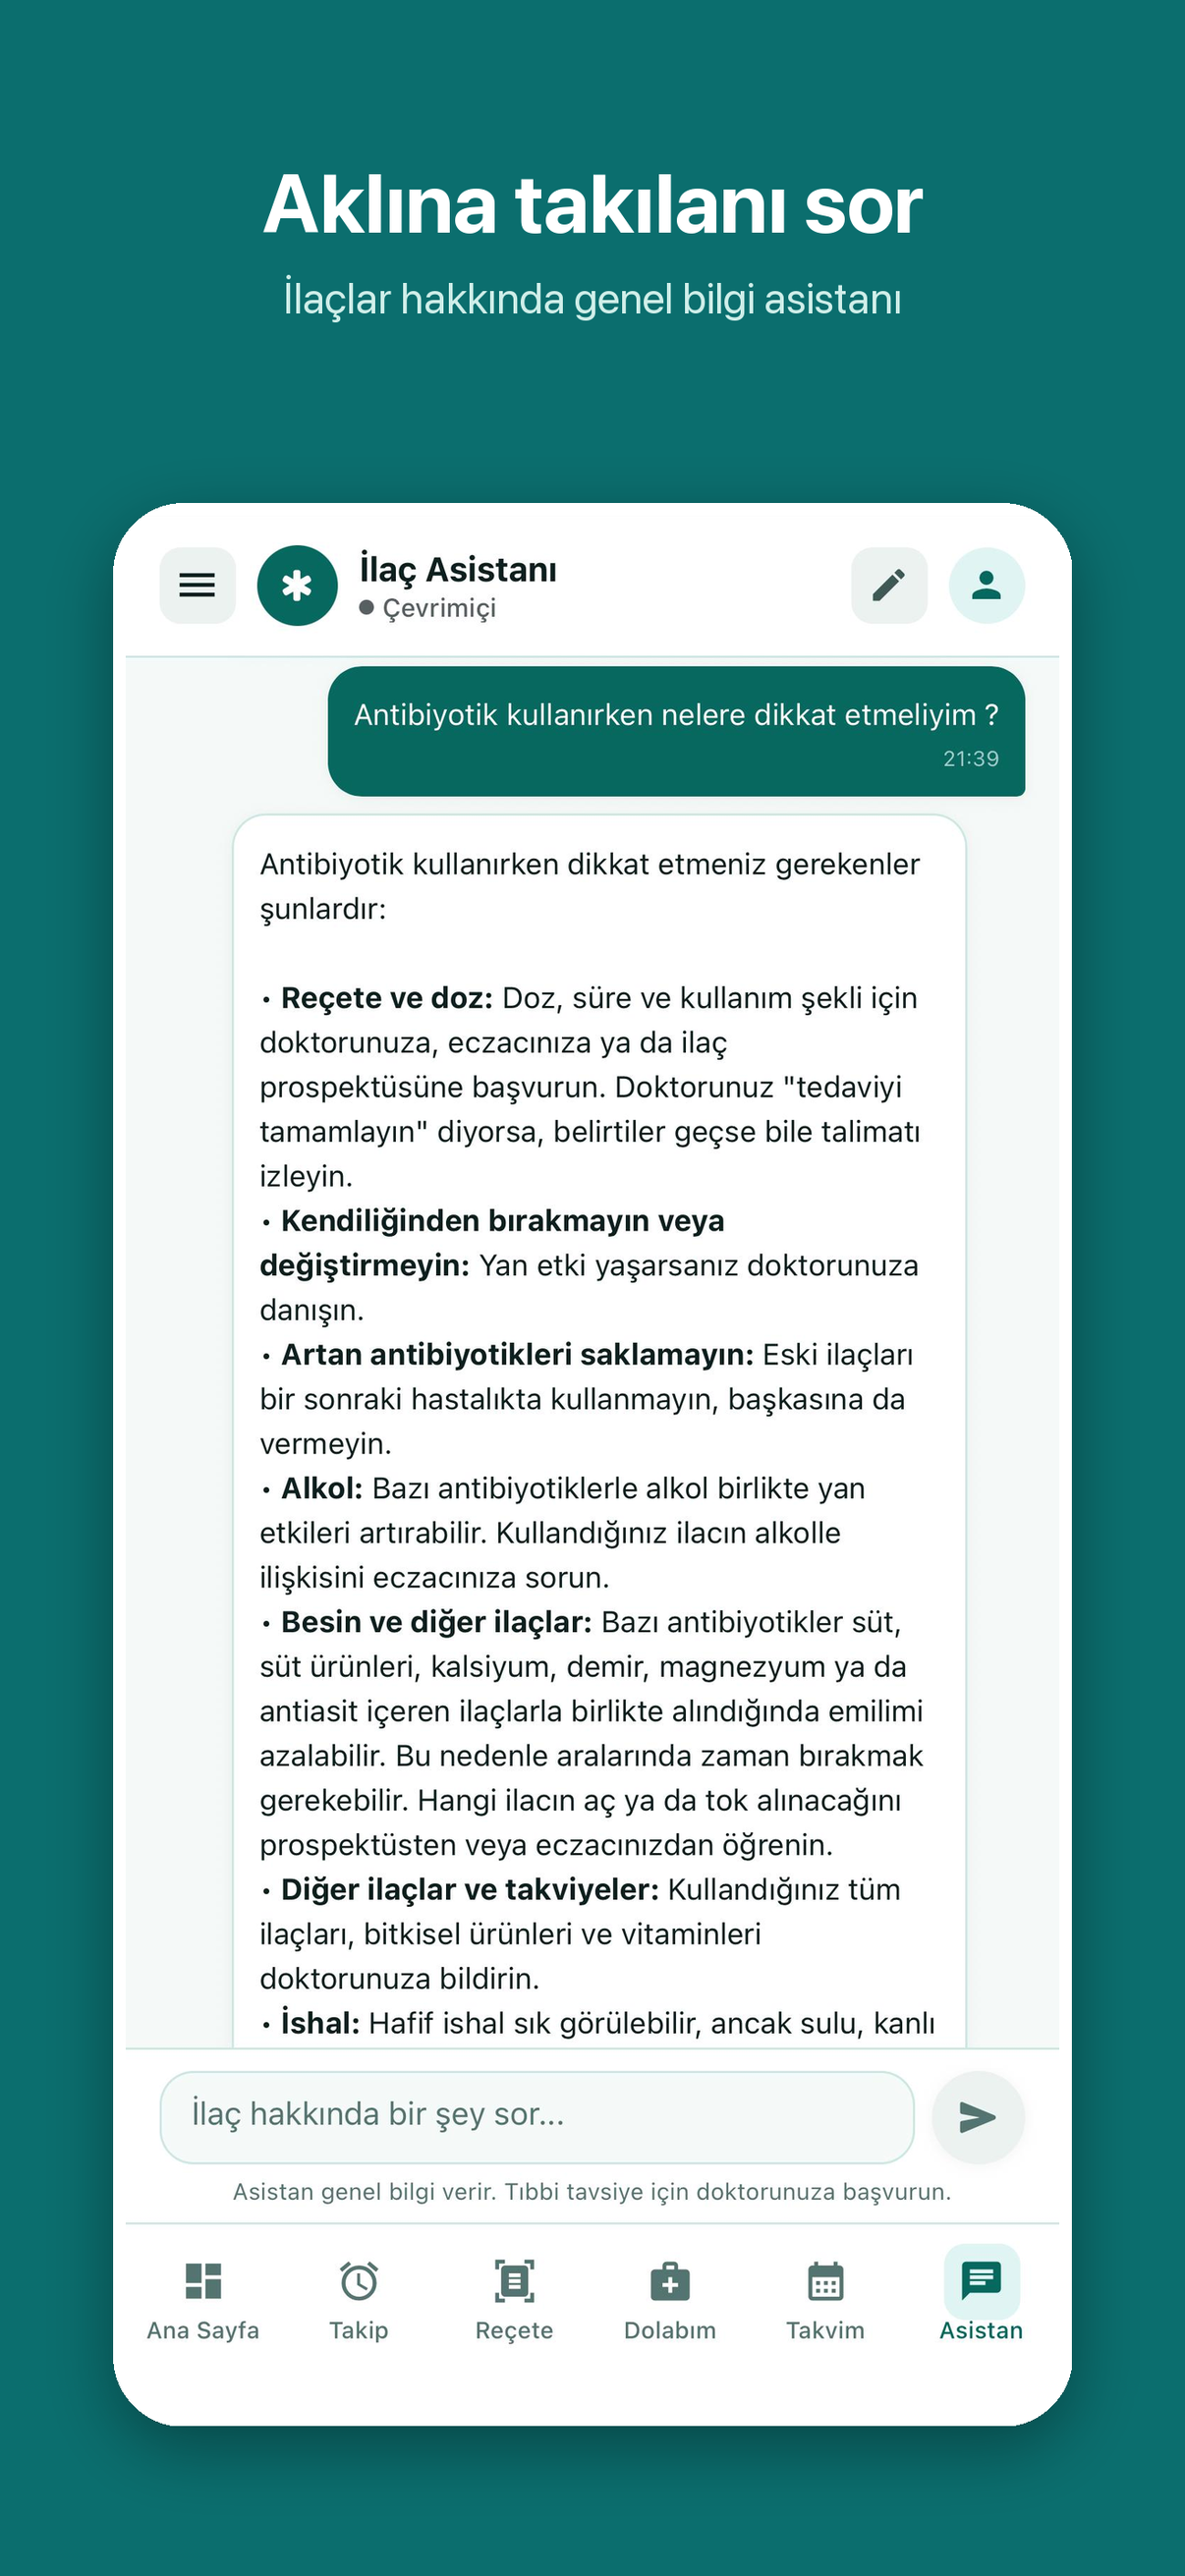 Aklına takılanı sor
İlaçlar hakkında genel bilgi asistanı
İlaç Asistanı
Çevrimiçi
Antibiyotik kullanırken nelere dikkat etmeliyim ?
21:39
Antibiyotik kullanırken dikkat etmeniz gerekenler
şunlardır:
• Reçete ve doz: Doz, süre ve kullanım şekli için
doktorunuza, eczacınıza ya da ilaç
prospektüsüne başvurun. Doktorunuz "tedaviyi
tamamlayın" diyorsa, belirtiler geçse bile talimatı
izleyin.
• Kendiliğinden bırakmayın veya
değiştirmeyin: Yan etki yaşarsanız doktorunuza
danışın.
• Artan antibiyotikleri saklamayın: Eski ilaçları
bir sonraki hastalıkta kullanmayın, başkasına da
vermeyin.
• Alkol: Bazı antibiyotiklerle alkol birlikte yan
etkileri artırabilir. Kullandığınız ilacın alkolle
ilişkisini eczacınıza sorun.
• Besin ve diğer ilaçlar: Bazı antibiyotikler süt,
süt ürünleri, kalsiyum, demir, magnezyum ya da
antiasit içeren ilaçlarla birlikte alındığında emilimi
azalabilir. Bu nedenle aralarında zaman bırakmak
gerekebilir. Hangi ilacın aç ya da tok alınacağını
prospektüsten veya eczacınızdan öğrenin.
• Diğer ilaçlar ve takviyeler: Kullandığınız tüm
ilaçları, bitkisel ürünleri ve vitaminleri
doktorunuza bildirin.
• İshal: Hafif ishal sık görülebilir, ancak sulu, kanlı
İlaç hakkında bir şey sor...
Asistan genel bilgi verir. Tıbbi tavsiye için doktorunuza başvurun.
Ana Sayfa
Takip
Reçete
Dolabım
Takvim
Asistan